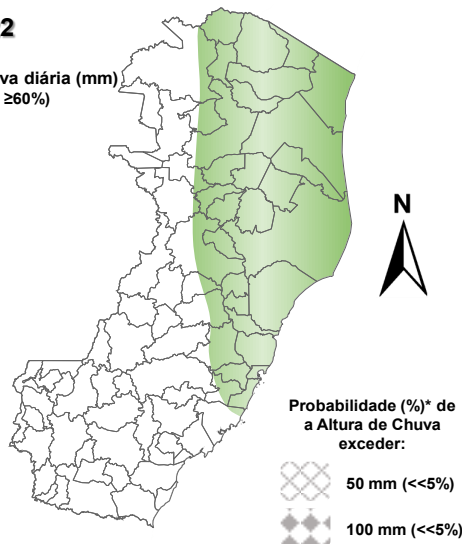 2
va diária (mm)
≥60%)
N
Probabilidade (%)* de
a Altura de Chuva
exceder:
50 mm (<<5%)
100 mm (<<5%)